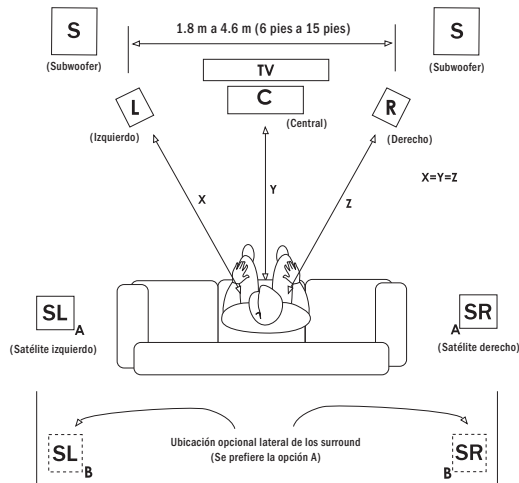 1.8 m a 4.6 m (6 pies a 15 pies)
S
S
(Subwoofer)
(Subwoofer)
TV
C
(Central)
L
(Izquierdo)
R
(Derecho)
X
Y
Z
X=Y=Z
SL
A
(Satélite izquierdo)
SR
A
(Satélite derecho)
Ubicación opcional lateral de los surround
(Se prefiere la opción A)
SL
B
SR
B